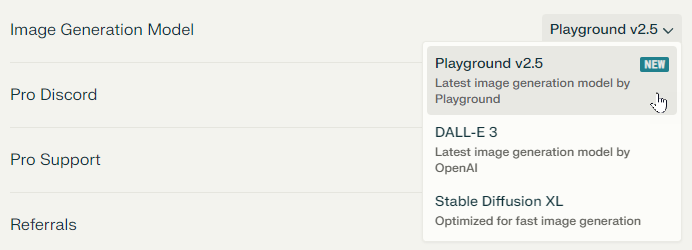 Image Generation Model
Playground v2.5
Playground v2.5
NEW
Latest image generation model by
Playground
Pro Discord
DALL-E 3
Latest image generation model by
OpenAI
Pro Support
Stable Diffusion XL
Optimized for fast image generation
Referrals